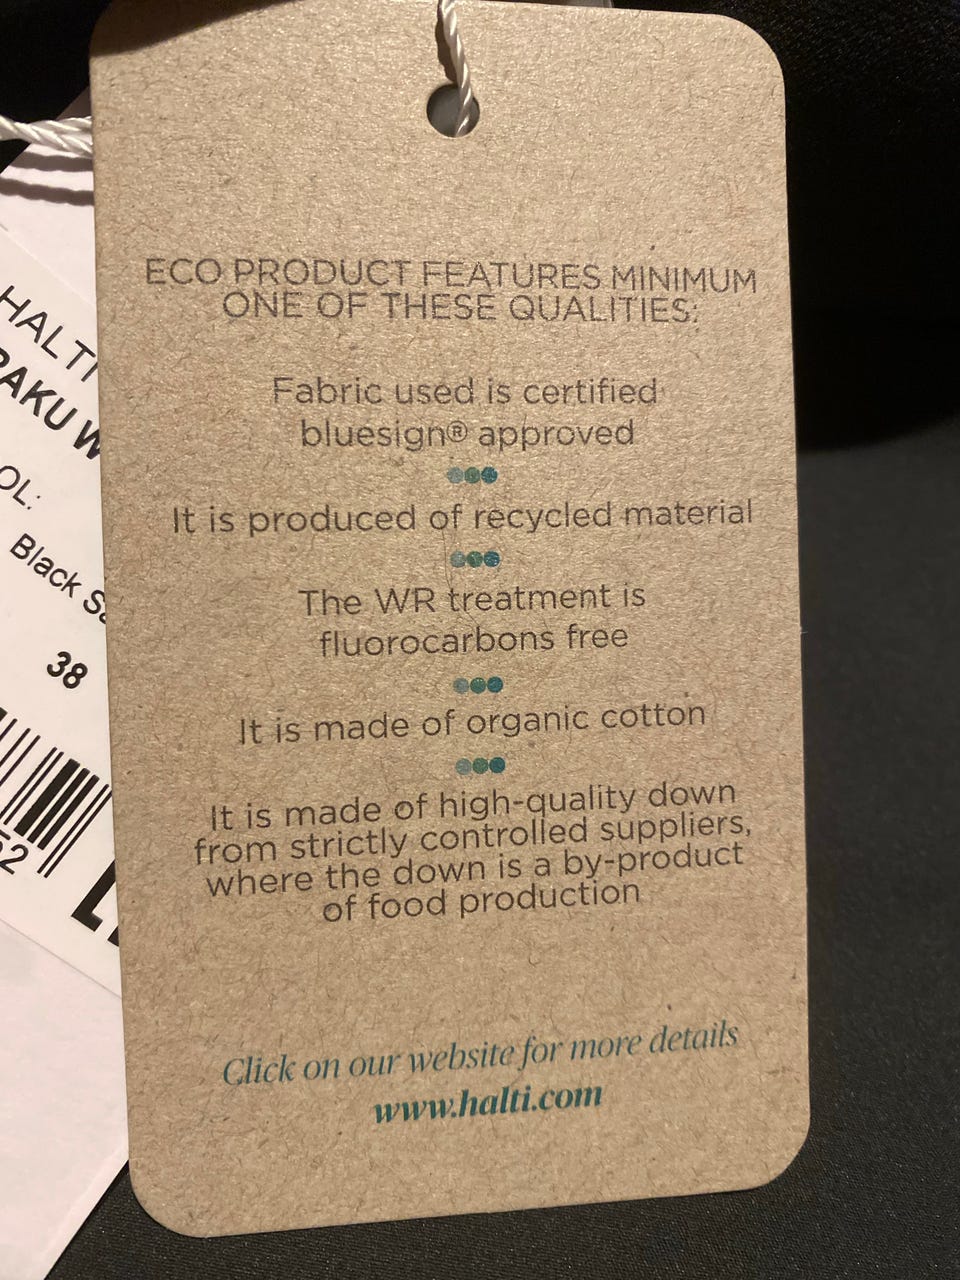 ECO PRODUCT FEATURES MINIMUM
ONE OF THESE QUALITIES:
Fabric used is certified
bluesign® approved
It is produced of recycled material
The WR treatment is
fluorocarbons free
It is made of organic cotton
It is made of high-quality down
from strictly controlled suppliers,
where the down is a by-product
of food production
Click on our website for more details
www.halti.com
HALTI
OL:
Black
38
52